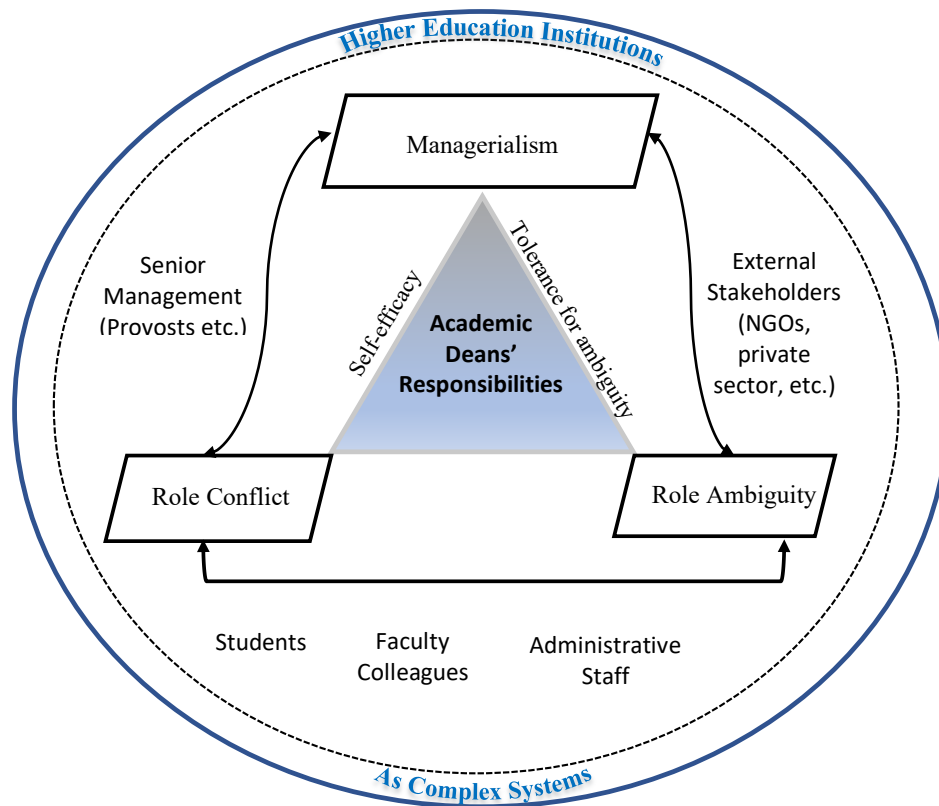 Higher Education Institutions
Managerialism
Senior
Management
(Provosts etc.)
Self-efficacy
Tolerance for ambiguity
Academic
Deans’
Responsibilities
External
Stakeholders
(NGOs,
private
sector, etc.)
Role Conflict
Role Ambiguity
Students
Faculty
Colleagues
Administrative
Staff
As Complex Systems